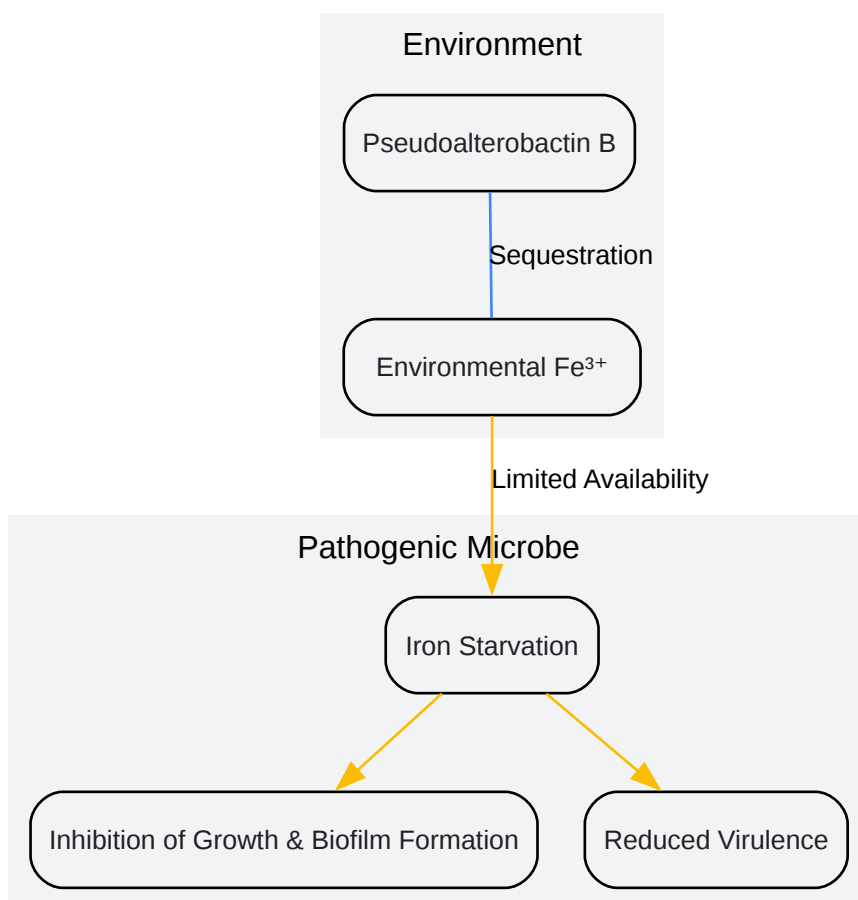 Environment
Pseudoalterobactin B
Sequestration
Environmental Fe³⁺
Limited Availability
Pathogenic Microbe
Iron Starvation
Inhibition of Growth & Biofilm Formation
Reduced Virulence